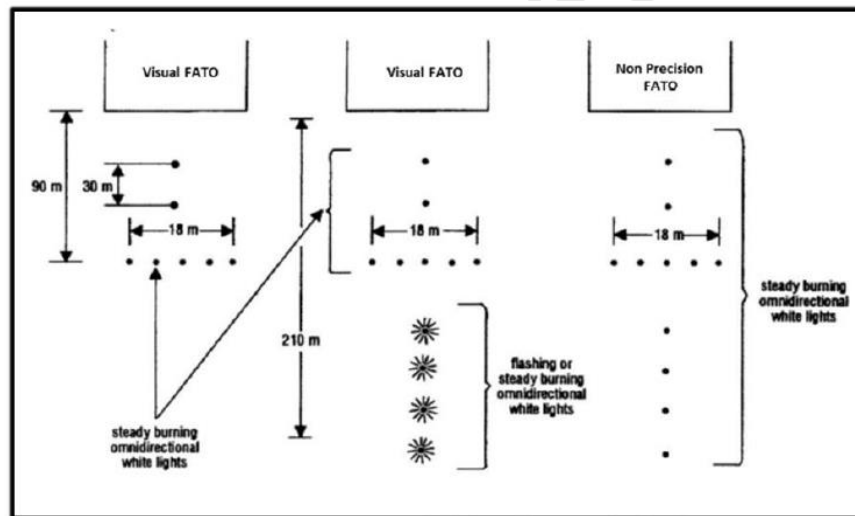 Visual FATO
Visual FATO
Non Precision
FATO
90 m
30 m
18 m
18 m
18 m
210 m
steady burning
omnidirectional
white lights
flashing or
steady burning
omnidirectional
white lights
steady burning
omnidirectional
white lights